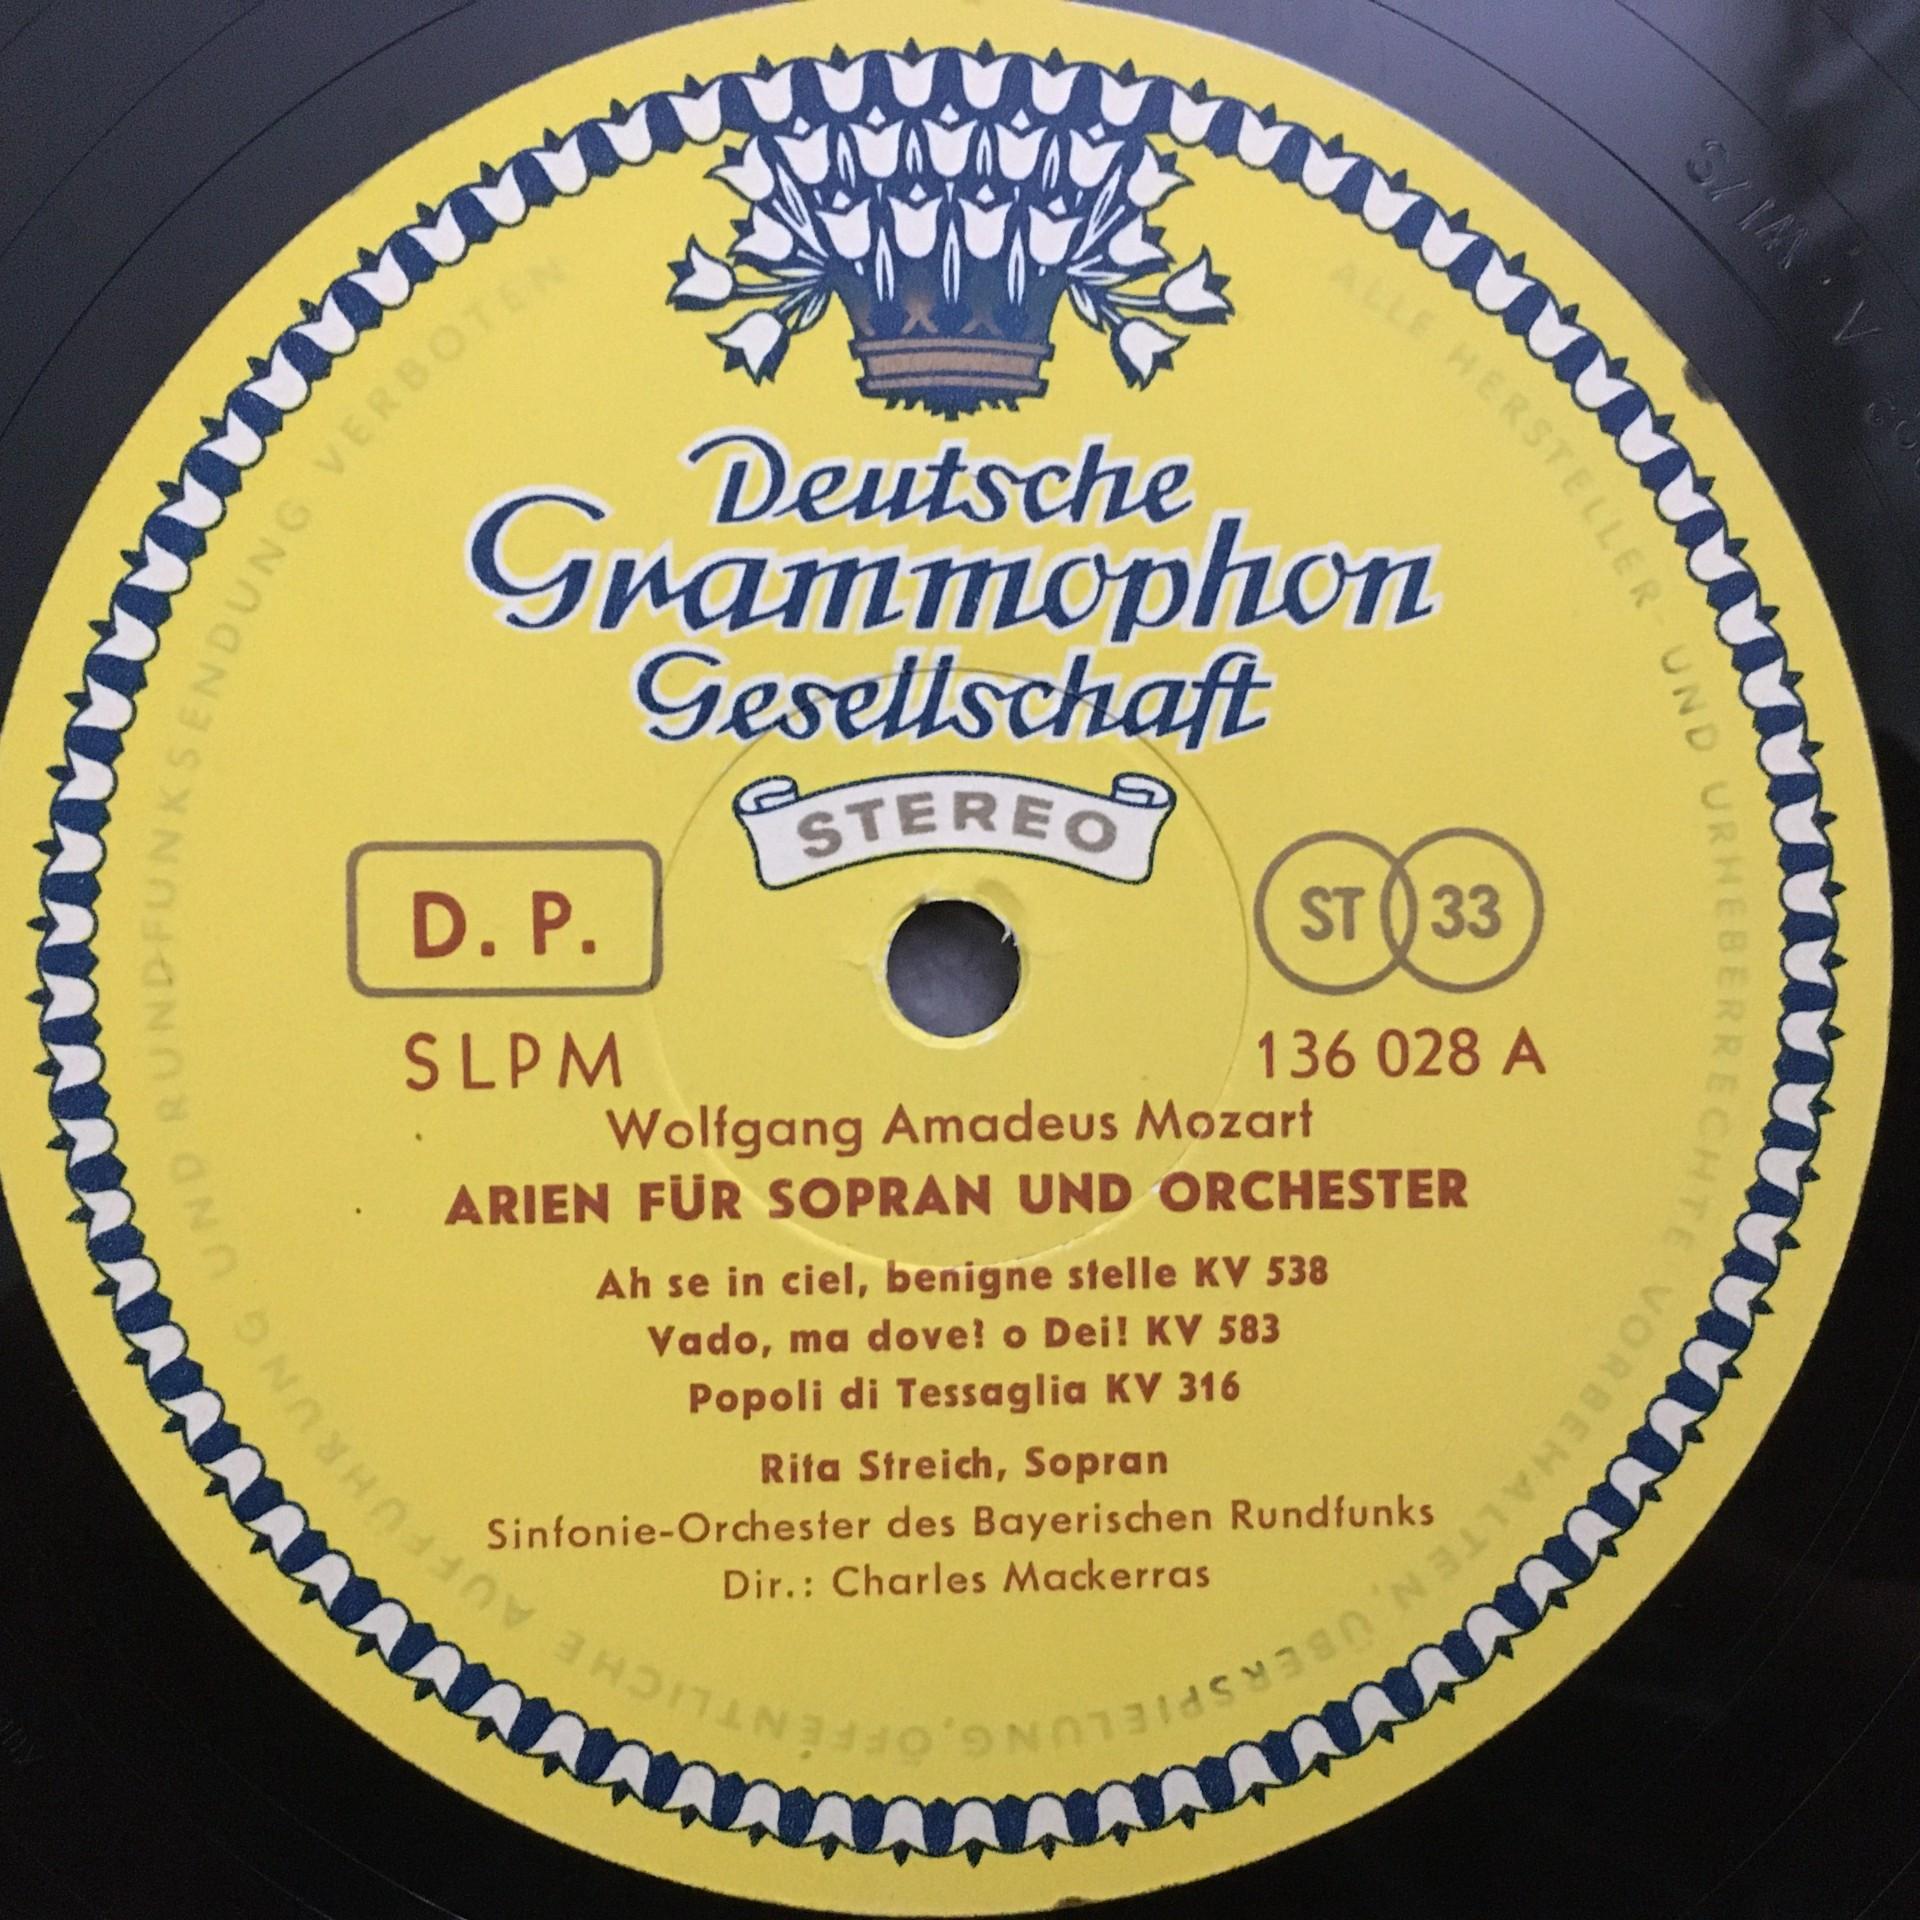 Deutsche
Grammophon
Gesellschaft
STEREO
D. P.
ST 33
SLPM
136 028 A
Wolfgang Amadeus Mozart
ARIEN FÜR SOPRAN UND ORCHESTER
Ah se in ciel, benigne stelle KV 538
Vado, ma dove? o Dei! KV 583
Popoli di Tessaglia KV 316
Rita Streich, Sopran
Sinfonie-Orchester des Bayerischen Rundfunks
Dir.: Charles Mackerras
ALLE HERSTELLER- UND URHEBERRECHTE VORBEHALTEN, ÜBERSPIELUNG, ÖFFENTLICHE AUFFÜHRUNG UND RUNDFUNKSENDUNG VERBOTEN